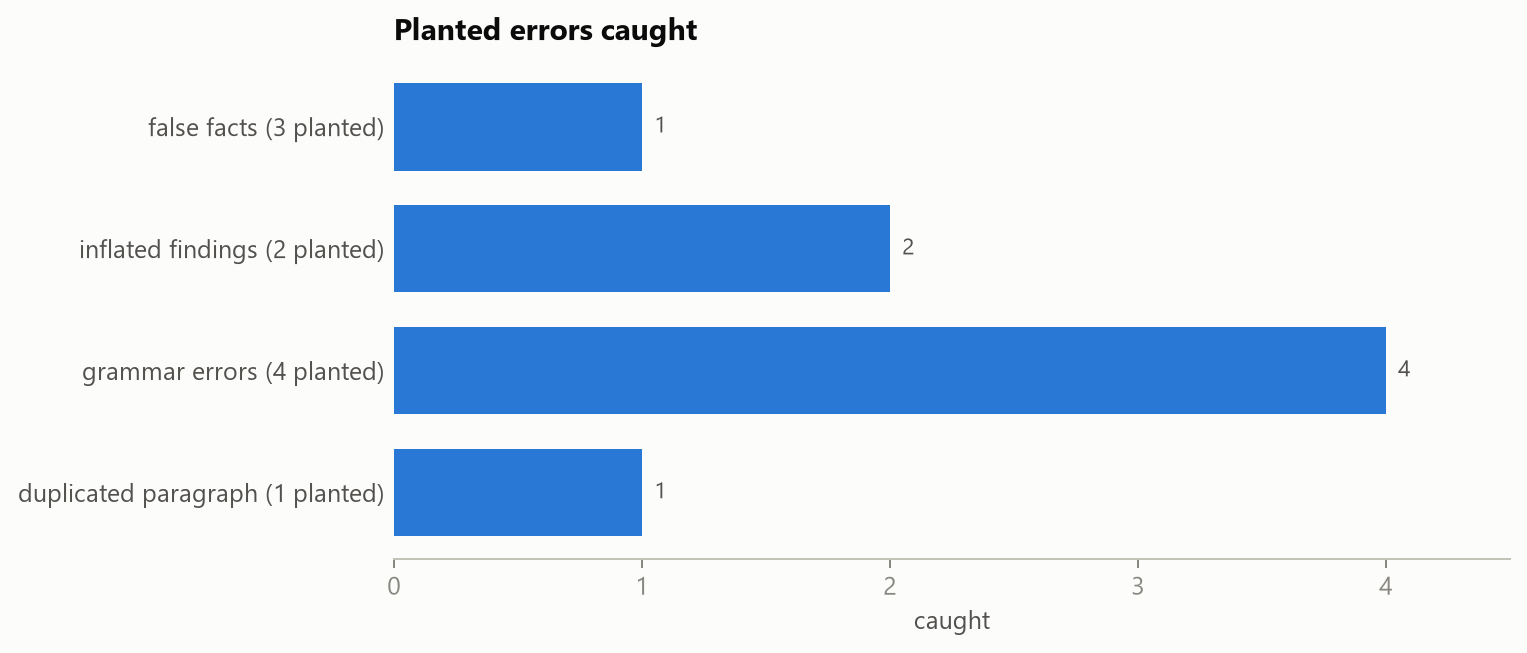 Planted errors caught
false facts (3 planted)
1
inflated findings (2 planted)
2
grammar errors (4 planted)
4
duplicated paragraph (1 planted)
1
0 1 2 3 4
caught